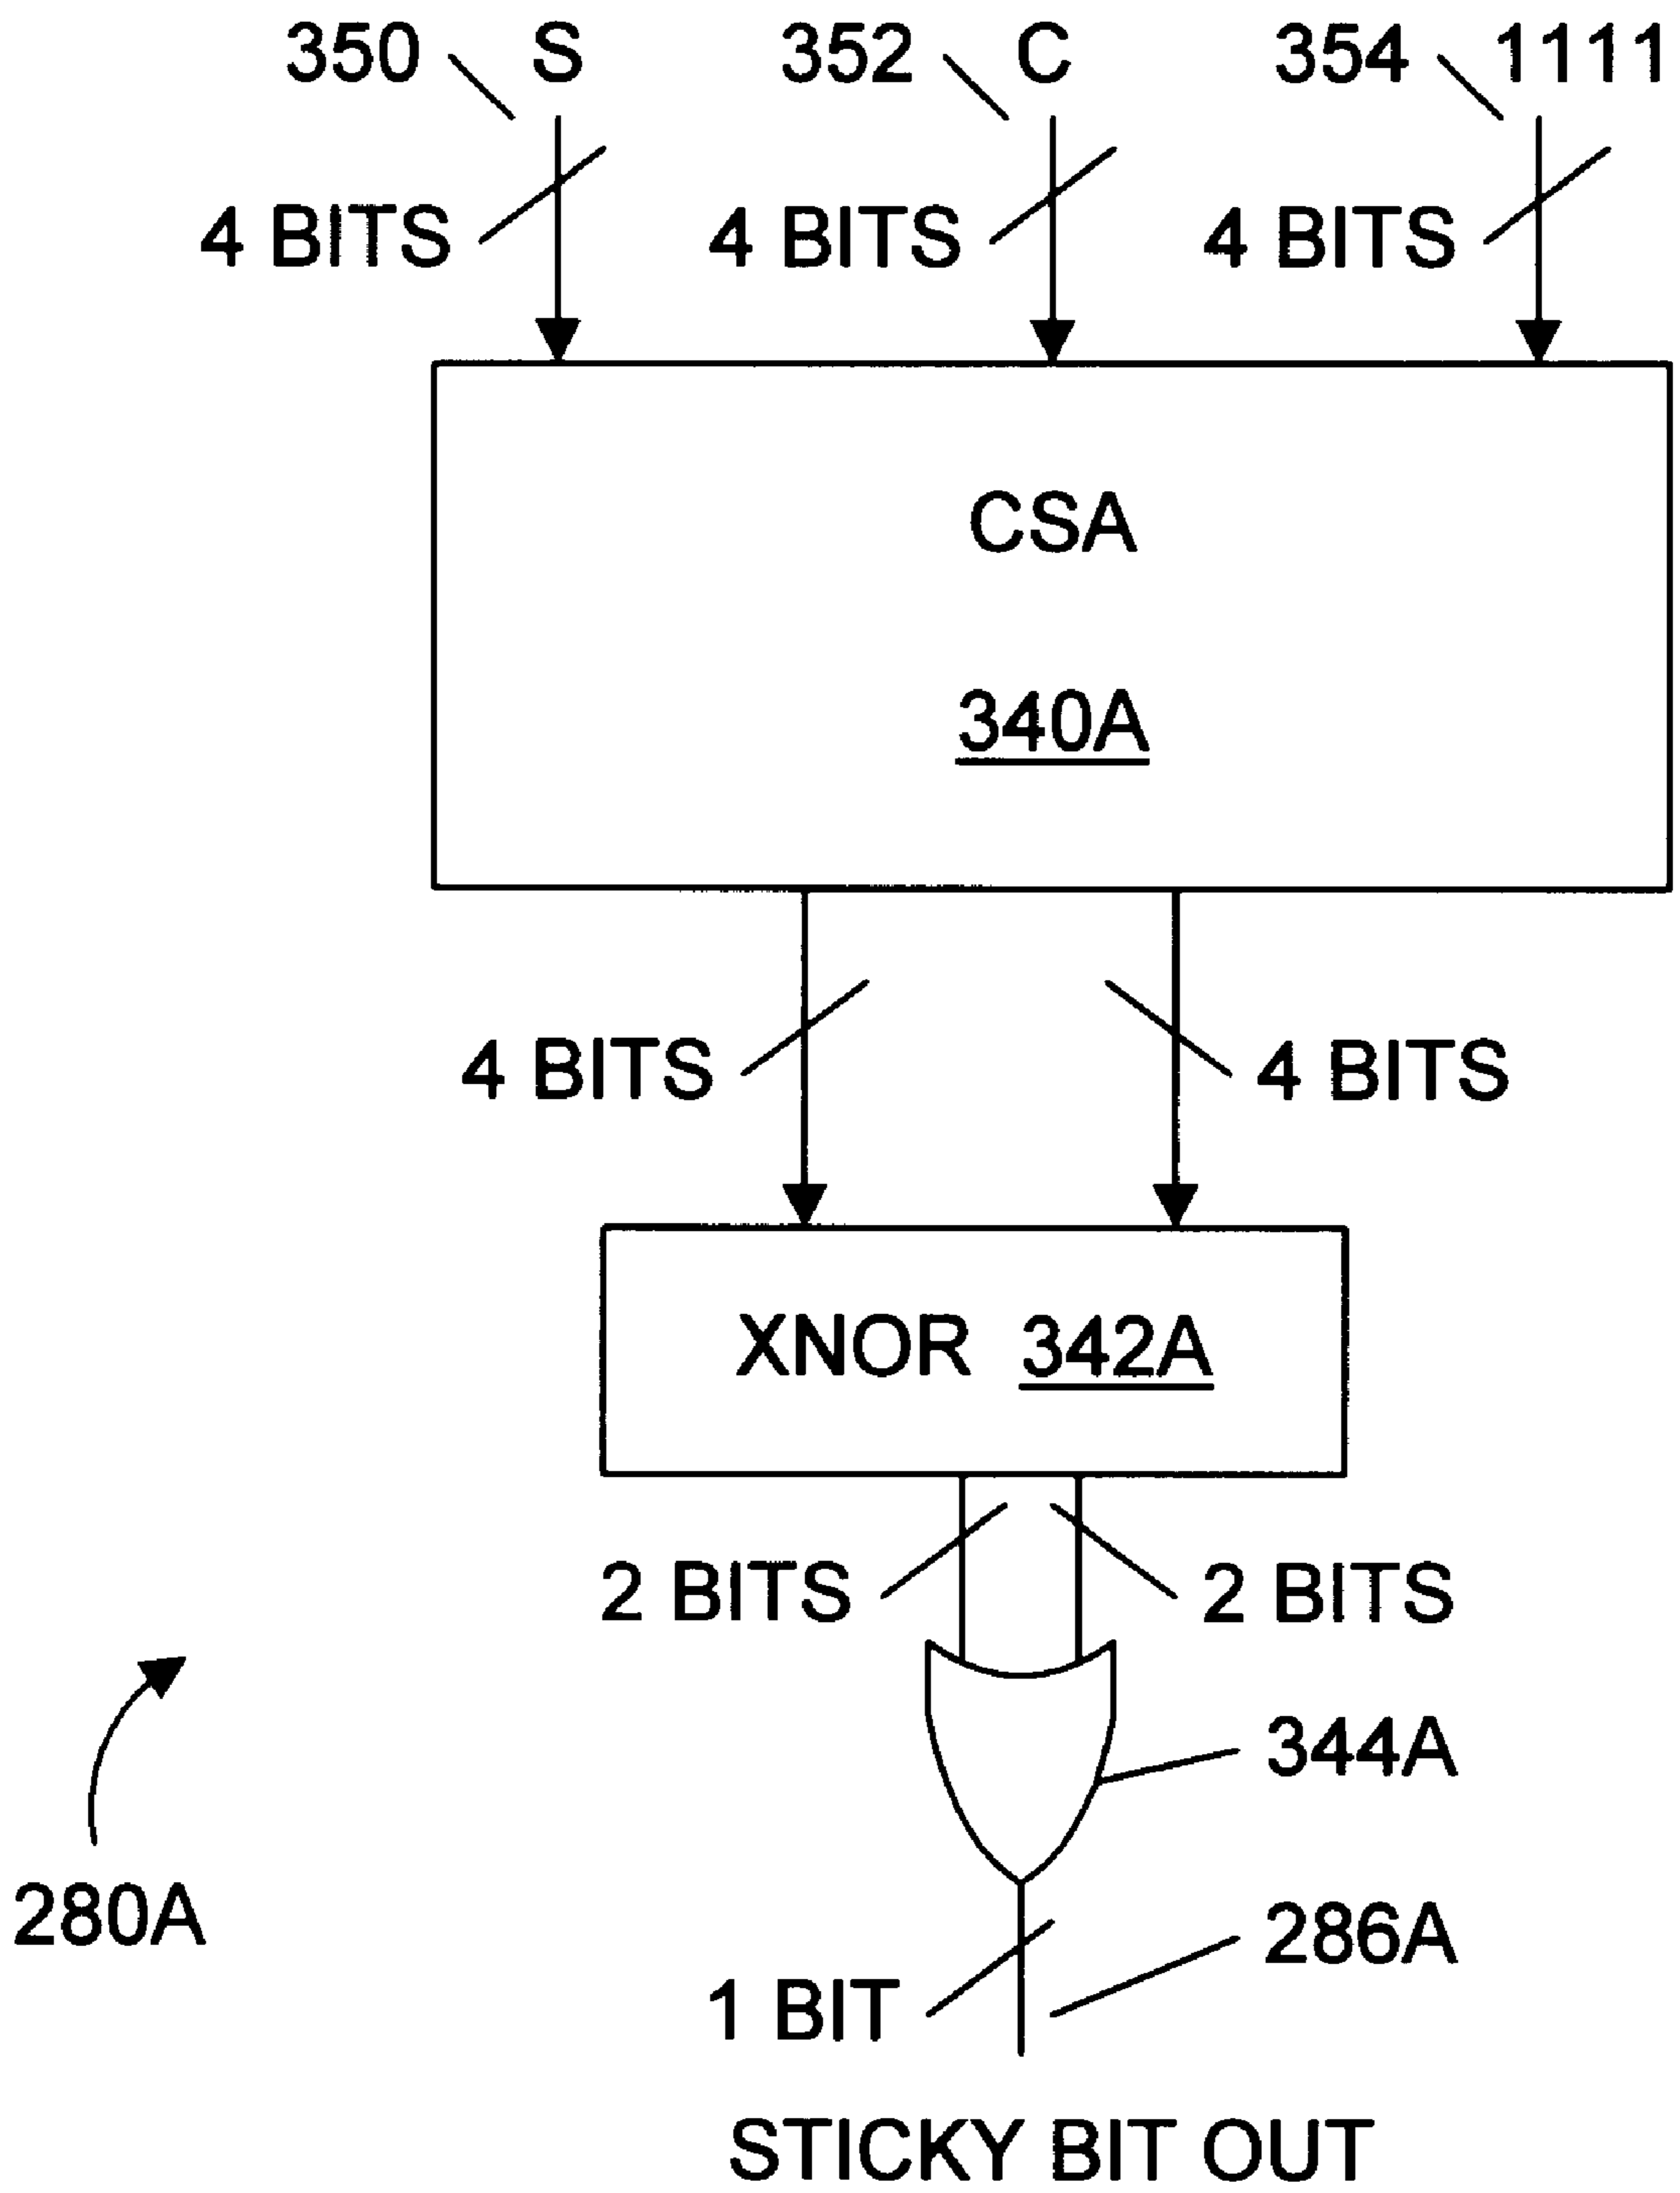 350 S 352 C 354 1111
4 BITS 4 BITS 4 BITS
CSA
340A
4 BITS 4 BITS
XNOR 342A
2 BITS 2 BITS
344A
280A
286A
1 BIT
STICKY BIT OUT